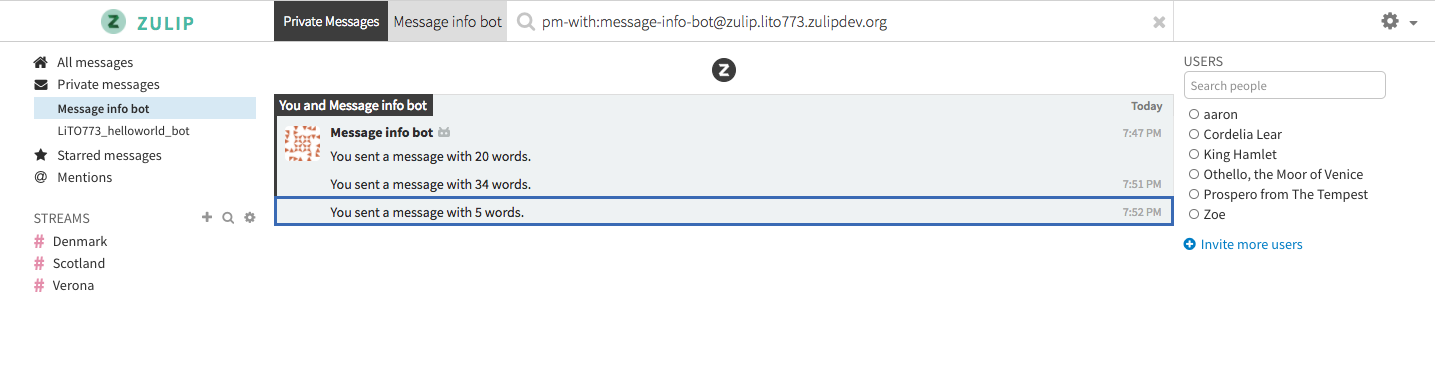 Z ZULIP
Private Messages Message info bot pm-with:message-info-bot@zulip.lito773.zulipdev.org
All messages
Private messages
Message info bot
LiTO773_helloworld_bot
Starred messages
@ Mentions
STREAMS
# Denmark
# Scotland
# Verona
Z
You and Message info bot Today
Message info bot 7:47 PM
You sent a message with 20 words.
You sent a message with 34 words. 7:51 PM
You sent a message with 5 words. 7:52 PM
USERS
Search people
aaron
Cordelia Lear
King Hamlet
Othello, the Moor of Venice
Prospero from The Tempest
Zoe
Invite more users